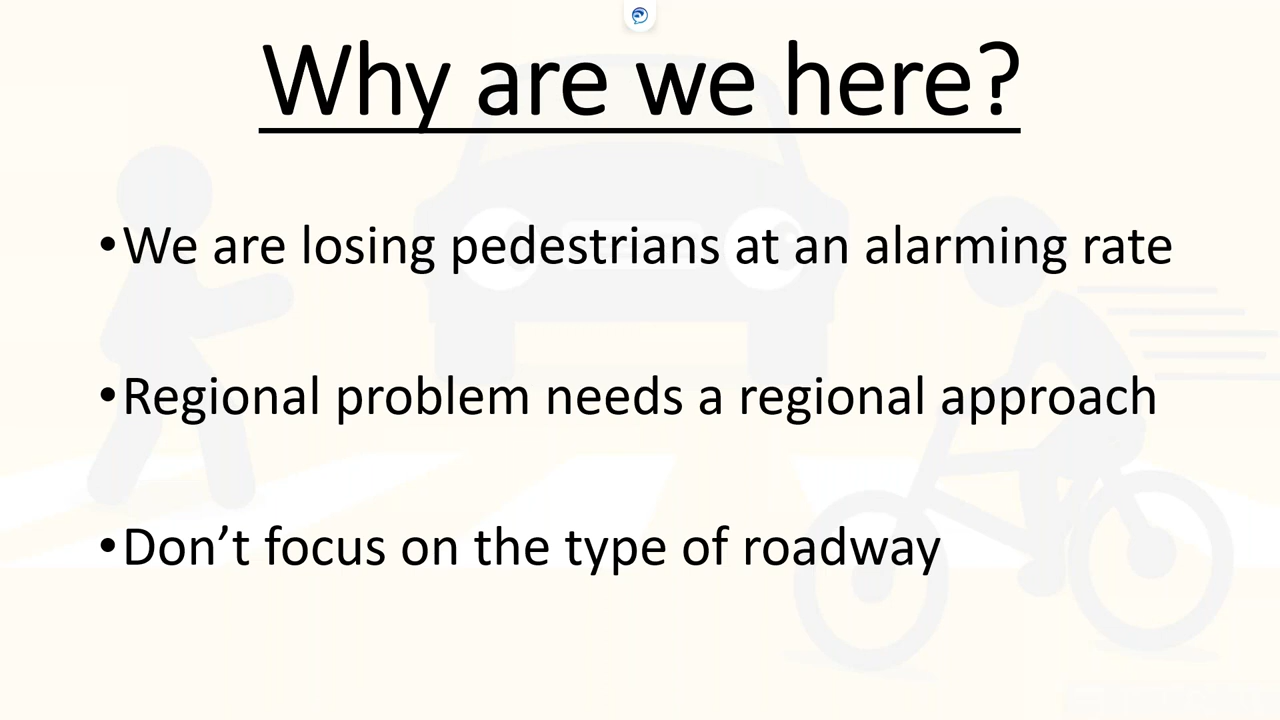 Why are we here?
•We are losing pedestrians at an alarming rate
•Regional problem needs a regional approach
•Don’t focus on the type of roadway